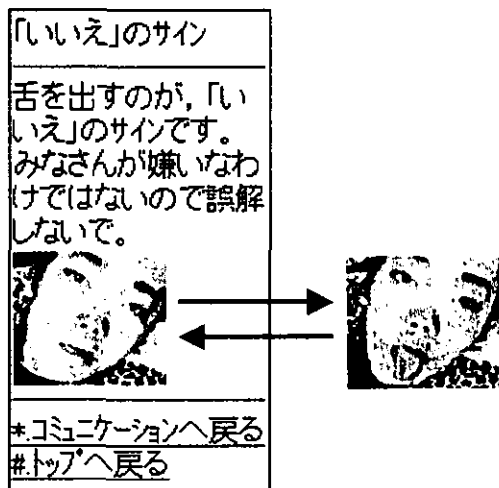 「いいえ」のサイン
舌を出すのが,「い
いえ」のサインです。
みなさんが嫌いなわ
けではないので誤解
しないで。
*.コミュニケーションへ戻る
#.トップへ戻る